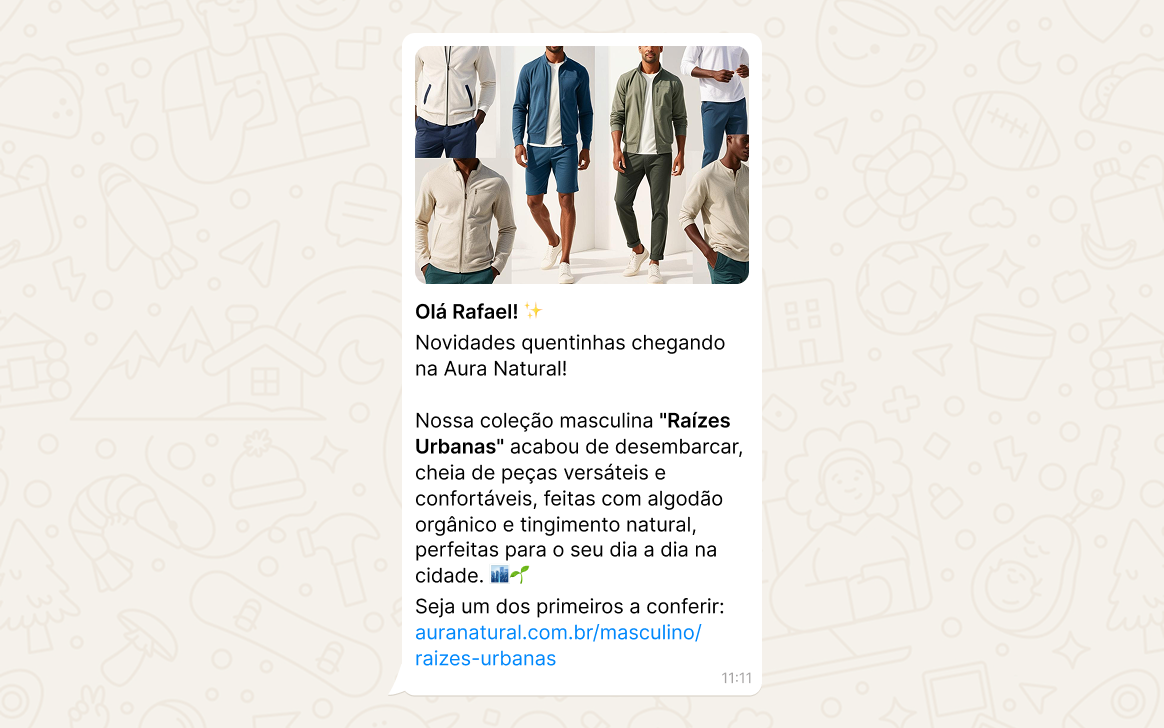 Olá Rafael! ✨
Novidades quentinhas chegando
na Aura Natural!
Nossa coleção masculina "Raízes
Urbanas" acabou de desembarcar,
cheia de peças versáteis e
confortáveis, feitas com algodão
orgânico e tingimento natural,
perfeitas para o seu dia a dia na
cidade. 🏙️🌱
Seja um dos primeiros a conferir:
auranatural.com.br/masculino/
raizes-urbanas
11:11